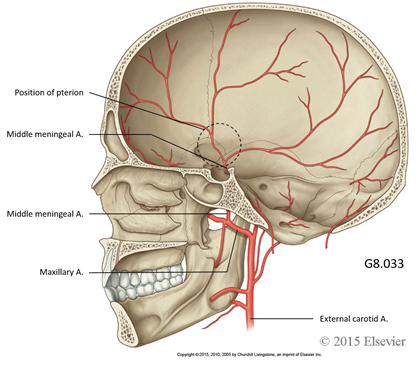 Position of pterion
Middle meningeal A.
Middle meningeal A.
G8.033
Maxillary A.
External carotid A.
© 2015 Elsevier
Copyright © 2015, 2010, 2005 by Churchill Livingstone, an imprint of Elsevier Inc.